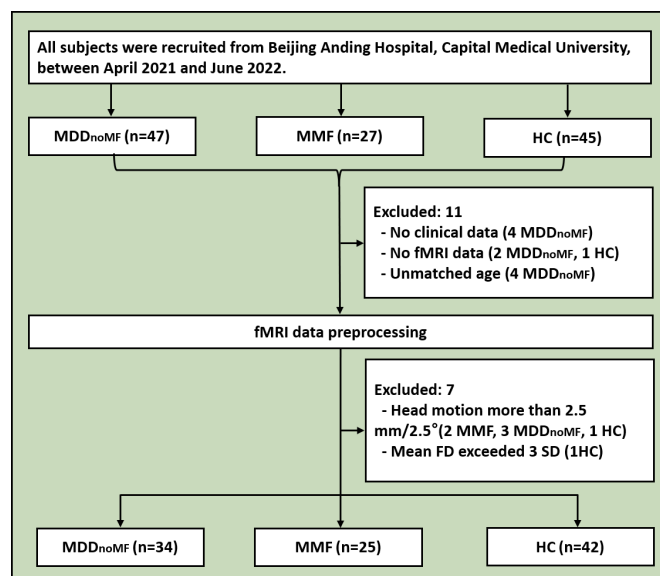 All subjects were recruited from Beijing Anding Hospital, Capital Medical University,
between April 2021 and June 2022.
MDDnoMF (n=47)
MMF (n=27)
HC (n=45)
Excluded: 11
- No clinical data (4 MDDnoMF)
- No fMRI data (2 MDDnoMF, 1 HC)
- Unmatched age (4 MDDnoMF)
fMRI data preprocessing
Excluded: 7
- Head motion more than 2.5
mm/2.5°(2 MMF, 3 MDDnoMF, 1 HC)
- Mean FD exceeded 3 SD (1HC)
MDDnoMF (n=34)
MMF (n=25)
HC (n=42)